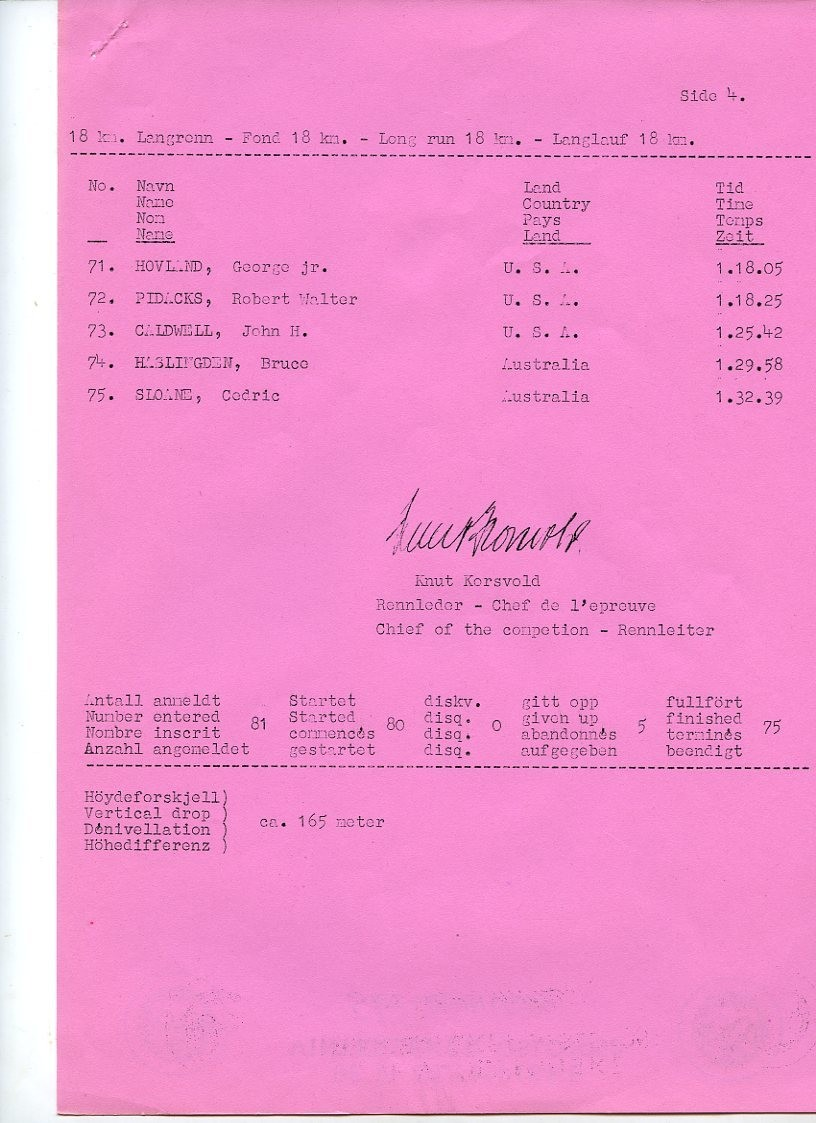 Side 4.
18 km. Langrenn - Fond 18 km. - Long run 18 km. - Langlauf 18 km.
No. Navn Land Tid
Name Country Time
Nom Pays Temps
Name Land Zeit
71. HOVLAND, George jr. U. S. A. 1.18.05
72. PIDACKS, Robert Walter U. S. A. 1.18.25
73. CALDWELL, John H. U. S. A. 1.25.42
74. HASLINGDEN, Bruce Australia 1.29.58
75. SLOANE, Cedric Australia 1.32.39
Knut Korsvold
Knut Korsvold
Rennleder - Chef de l'epreuve
Chief of the competion - Rennleiter
Antall anmeldt Startet diskv. gitt opp fullfört
Number entered 81 Started 80 disq. 0 given up 5 finished 75
Nombre inscrit commencés disq. abandonnés terminés
Anzahl angemeldet gestartet disq. aufgegeben beendigt
Höydeforskjell)
Vertical drop ) ca. 165 meter
Dénivellation )
Höhedifferenz )